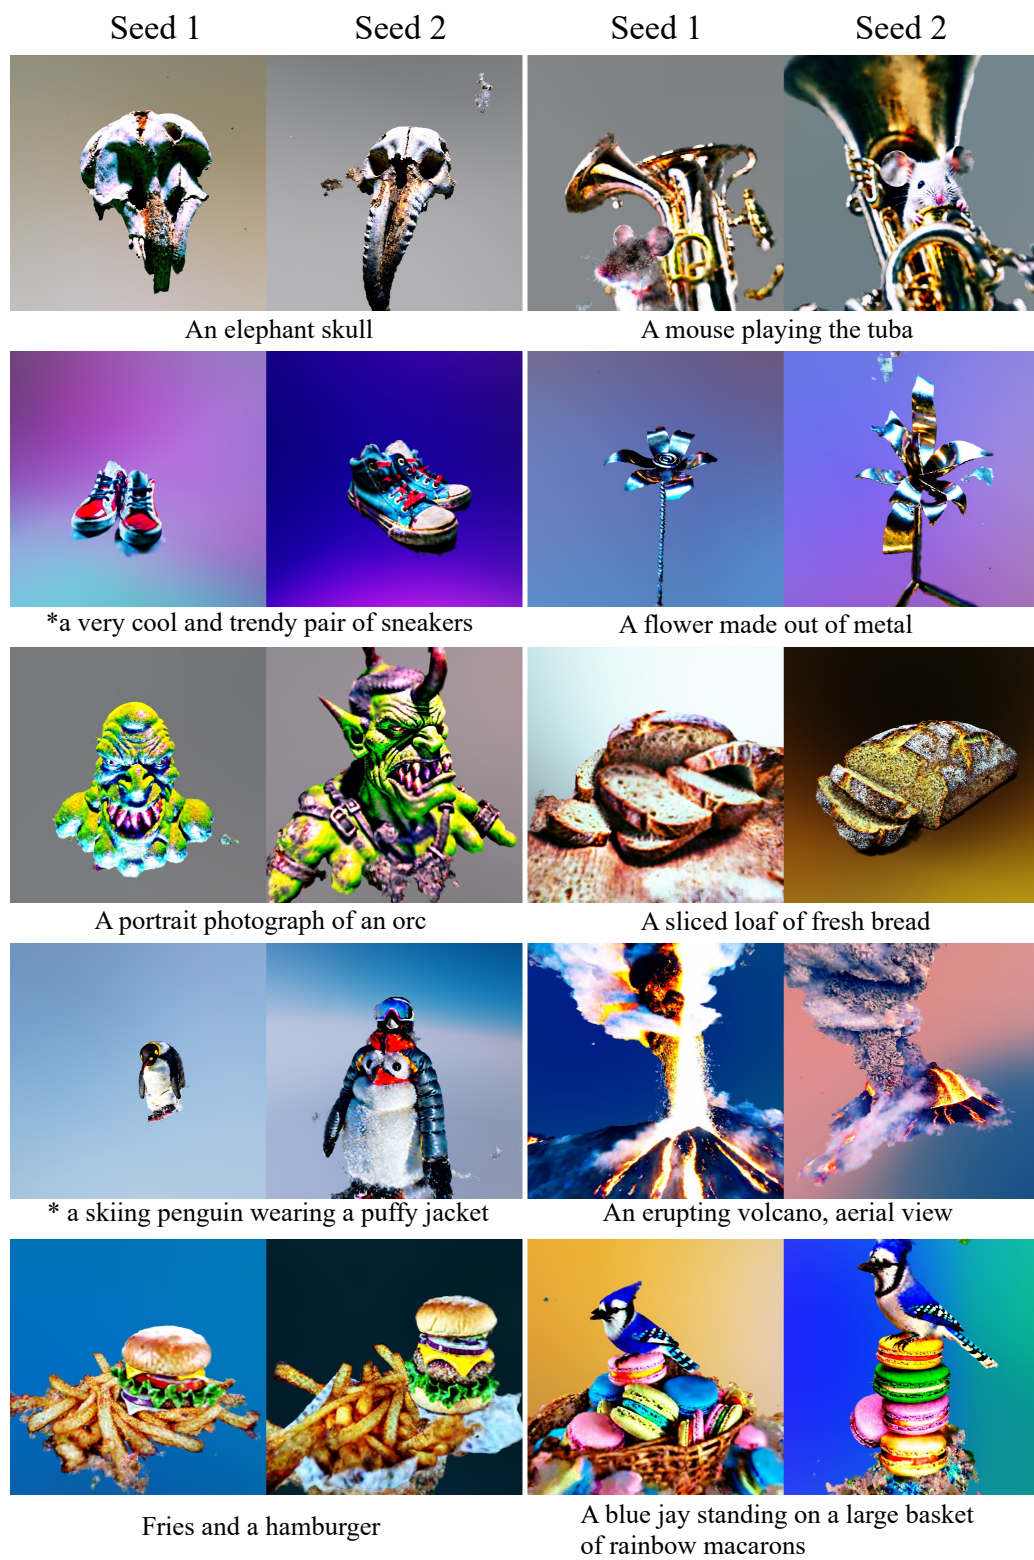 Seed 1 Seed 2 Seed 1 Seed 2
An elephant skull
A mouse playing the tuba
*a very cool and trendy pair of sneakers
A flower made out of metal
A portrait photograph of an orc
A sliced loaf of fresh bread
* a skiing penguin wearing a puffy jacket
An erupting volcano, aerial view
Fries and a hamburger
A blue jay standing on a large basket
of rainbow macarons